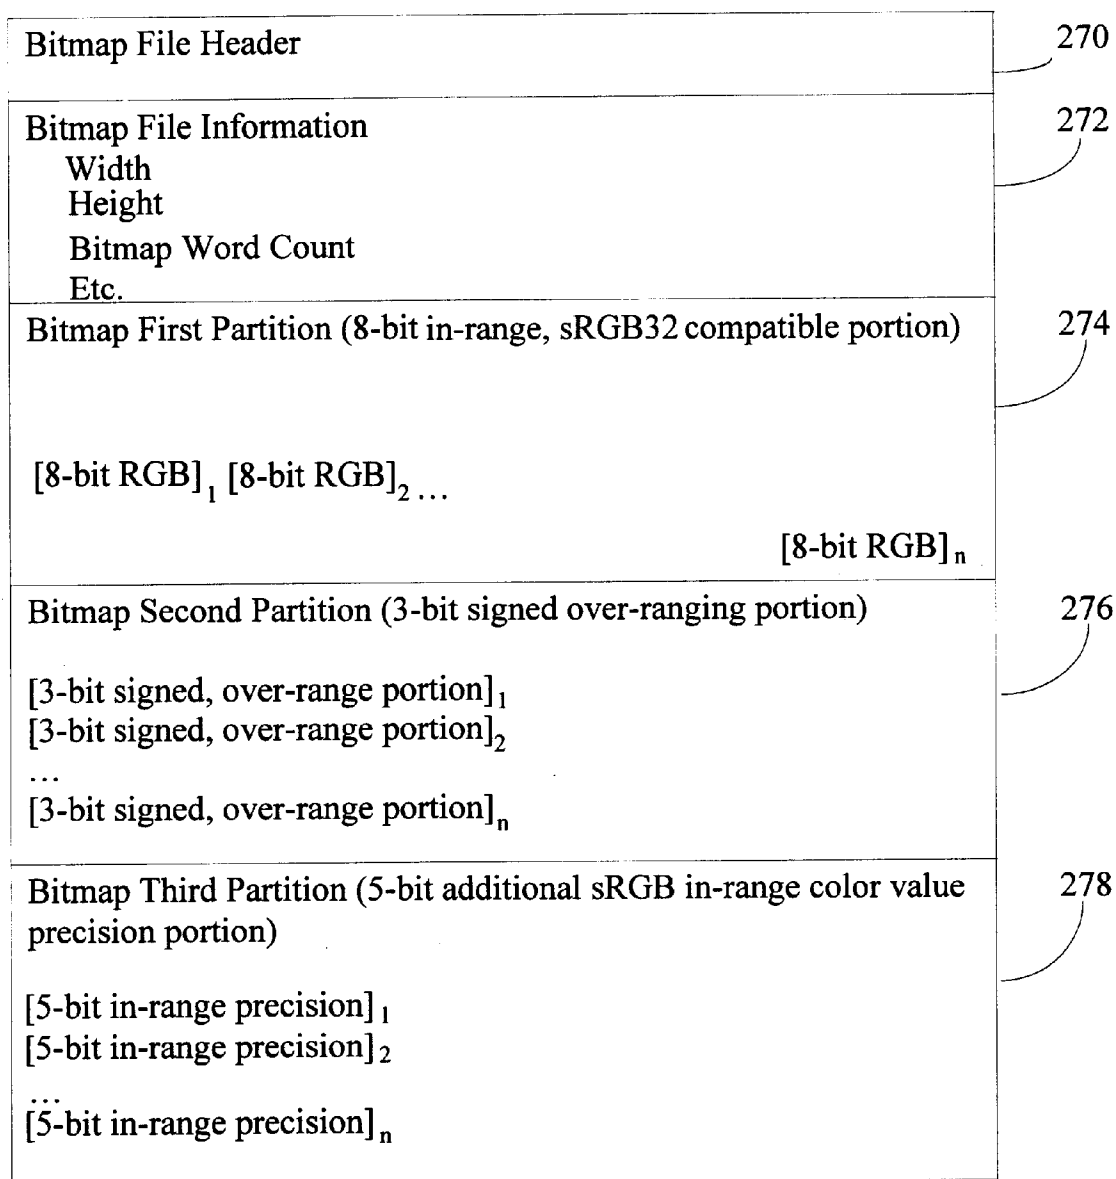 Bitmap File Header
270
Bitmap File Information
272
Width
Height
Bitmap Word Count
Etc.
Bitmap First Partition (8-bit in-range, sRGB32 compatible portion)
274
[8-bit RGB]1 [8-bit RGB]2 ...
[8-bit RGB]n
Bitmap Second Partition (3-bit signed over-ranging portion)
276
[3-bit signed, over-range portion]1
[3-bit signed, over-range portion]2
...
[3-bit signed, over-range portion]n
Bitmap Third Partition (5-bit additional sRGB in-range color value
278
precision portion)
[5-bit in-range precision]1
[5-bit in-range precision]2
...
[5-bit in-range precision]n